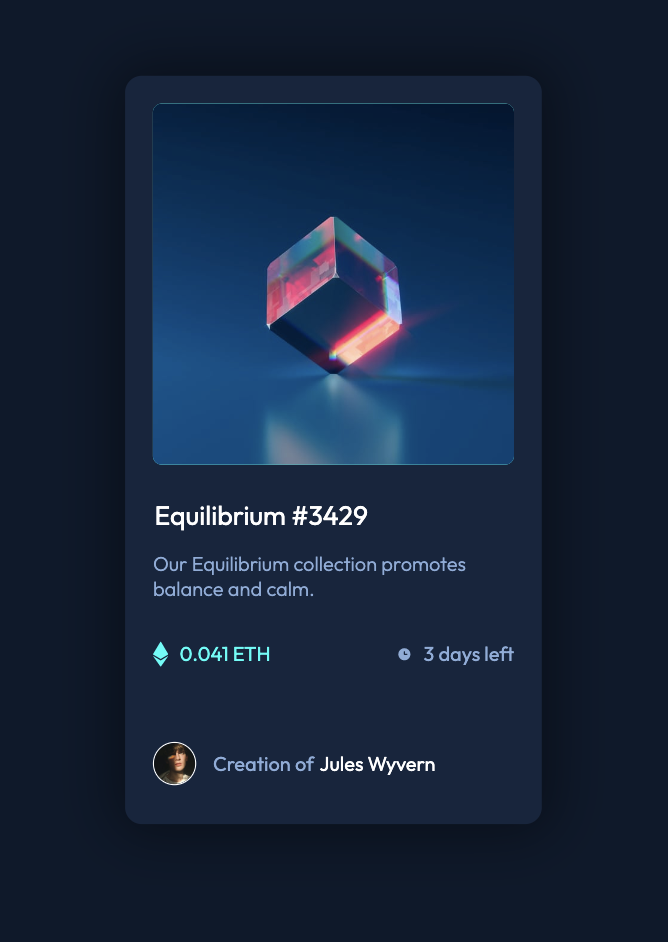 Equilibrium #3429
Our Equilibrium collection promotes
balance and calm.
0.041 ETH 3 days left
Creation of Jules Wyvern